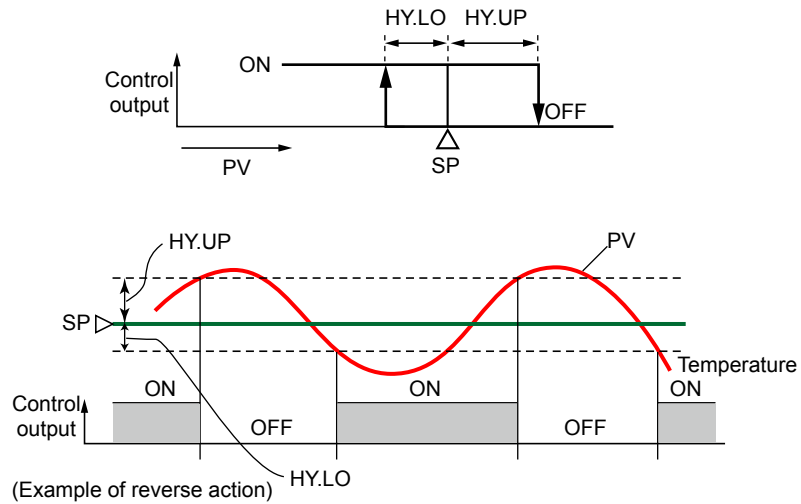 HY.LO HY.UP
ON
Control
output
OFF
PV
SP
HY.UP
PV
SP
Temperature
ON
ON
ON
Control
output
OFF
OFF
HY.LO
(Example of reverse action)